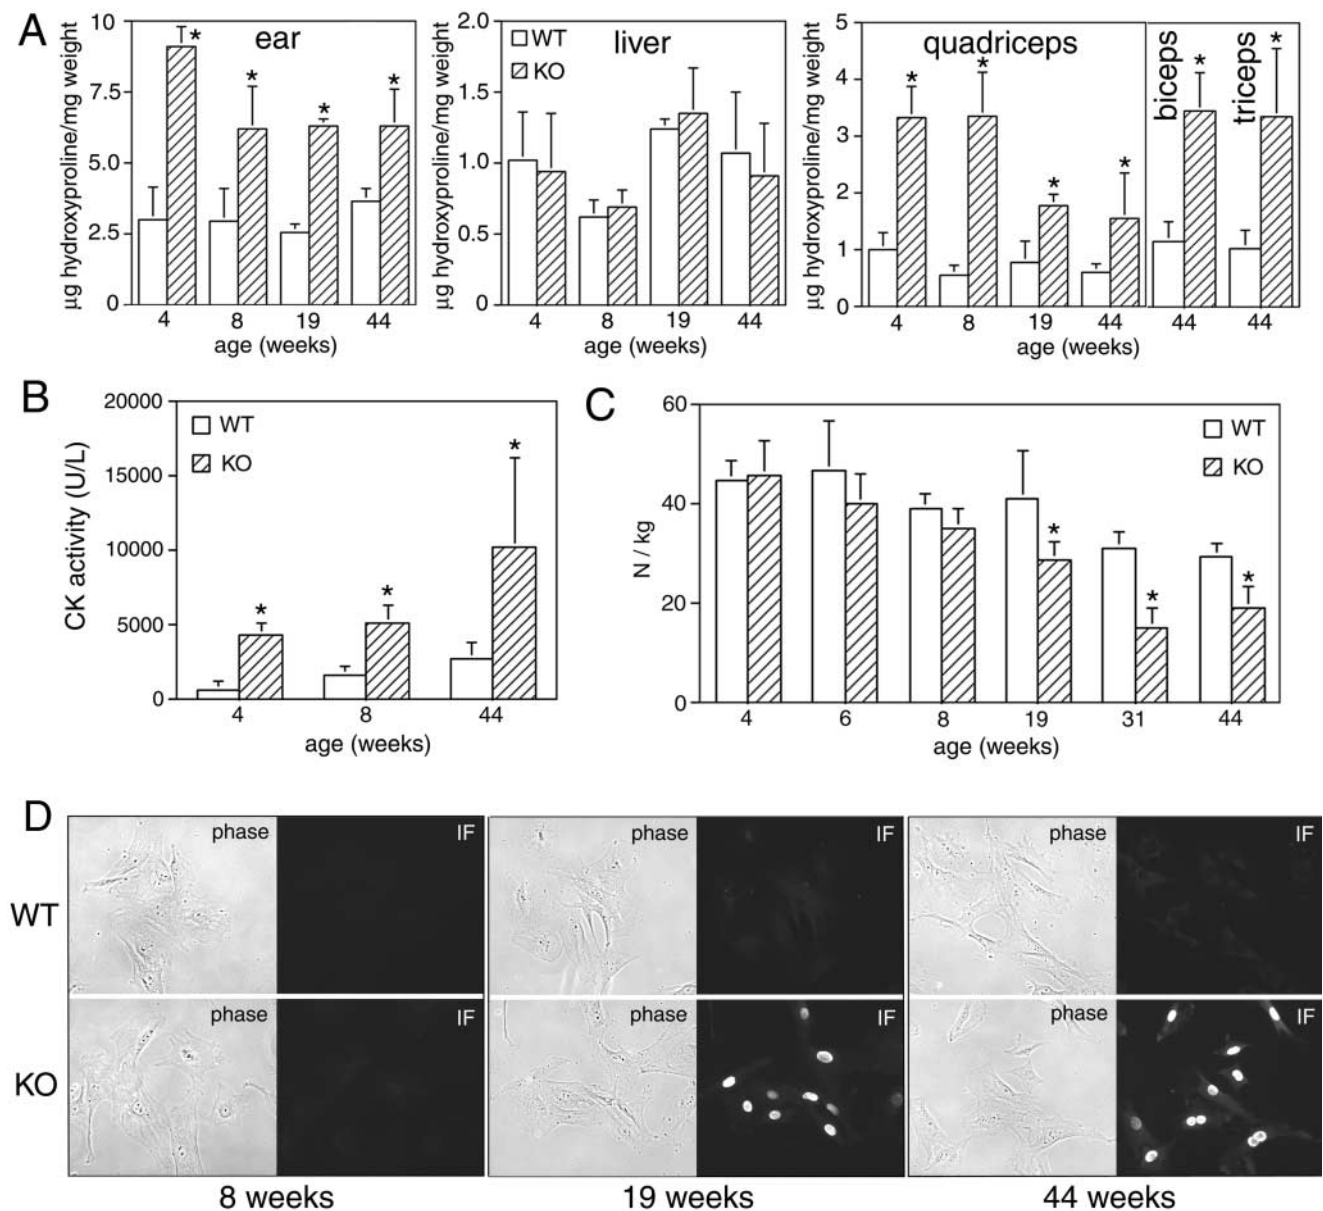 A
µg hydroxyproline/mg weight
10
7.5
5.0
2.5
0
ear
*
*
*
*
4 8 19 44
age (weeks)
µg hydroxyproline/mg weight
2.0
1.5
1.0
0.5
0
liver
WT
KO
4 8 19 44
age (weeks)
µg hydroxyproline/mg weight
5
4
3
2
1
0
quadriceps
biceps
triceps
*
*
*
*
*
*
4 8 19 44 44 44
age (weeks)
B
CK activity (U/L)
20000
15000
10000
5000
0
WT
KO
*
*
*
4 8 44
age (weeks)
C
N / kg
60
40
20
0
WT
KO
*
*
*
4 6 8 19 31 44
age (weeks)
D
WT
phase IF phase IF phase IF
KO
phase IF phase IF phase IF
8 weeks 19 weeks 44 weeks